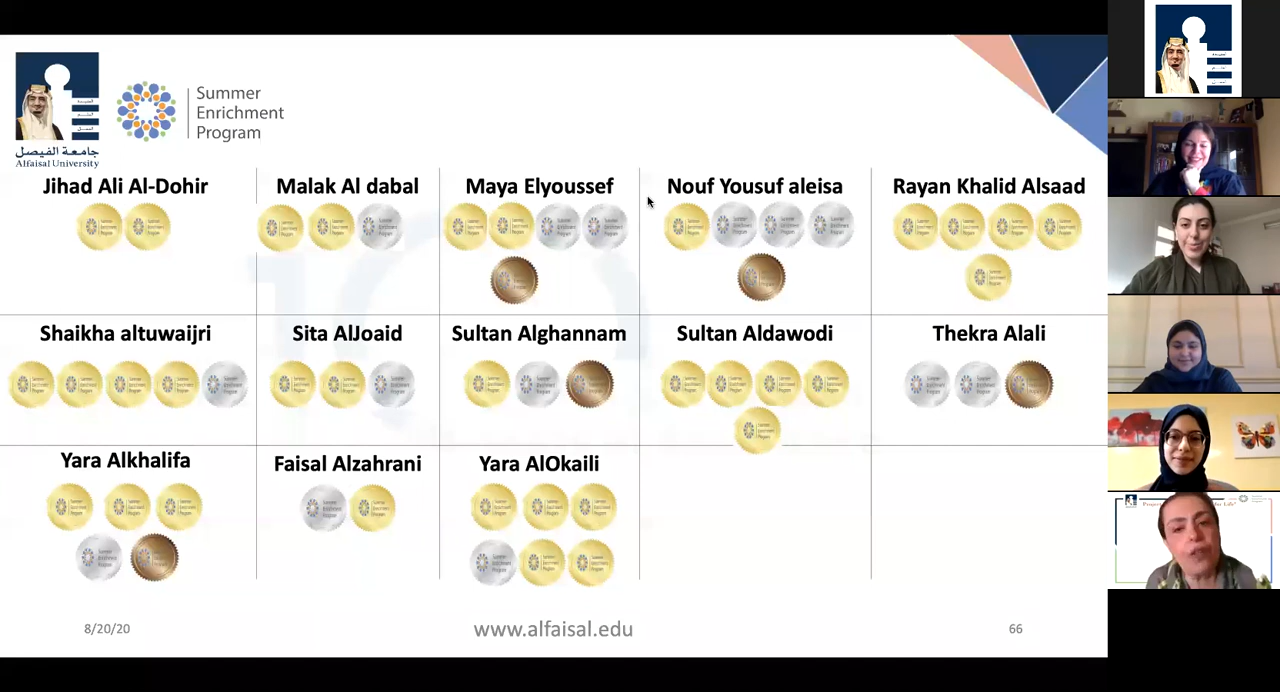 جامعة الفيصل
Alfaisal University
Summer
Enrichment
Program
Jihad Ali Al-Dohir
Malak Al dabal
Maya Elyoussef
Nouf Yousuf aleisa
Rayan Khalid Alsaad
Shaikha altuwaijri
Sita AlJoaid
Sultan Alghannam
Sultan Aldawodi
Thekra Alali
Yara Alkhalifa
Faisal Alzahrani
Yara AlOkaili
8/20/20
www.alfaisal.edu
66